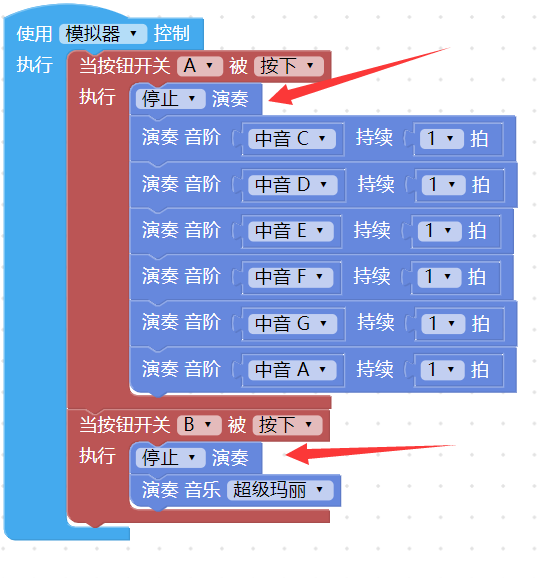 使用 模拟器 控制
执行 当按钮开关 A 被 按下
执行 停止 演奏
演奏 音阶 中音 C 持续 1 拍
演奏 音阶 中音 D 持续 1 拍
演奏 音阶 中音 E 持续 1 拍
演奏 音阶 中音 F 持续 1 拍
演奏 音阶 中音 G 持续 1 拍
演奏 音阶 中音 A 持续 1 拍
当按钮开关 B 被 按下
执行 停止 演奏
演奏 音乐 超级玛丽